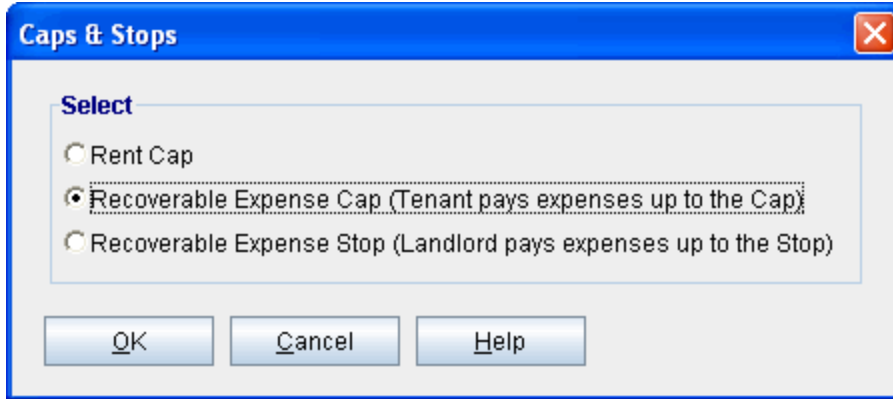 Caps & Stops
Select
Rent Cap
Recoverable Expense Cap (Tenant pays expenses up to the Cap)
Recoverable Expense Stop (Landlord pays expenses up to the Stop)
OK Cancel Help